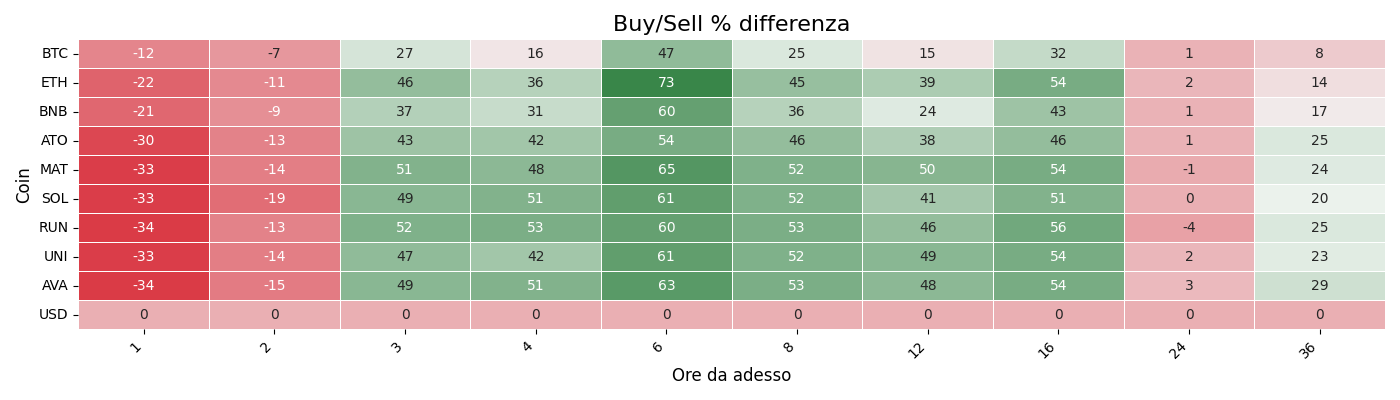 Buy/Sell % differenza
Coin
BTC -12 -7 27 16 47 25 15 32 1 8
ETH -22 -11 46 36 73 45 39 54 2 14
BNB -21 -9 37 31 60 36 24 43 1 17
ATO -30 -13 43 42 54 46 38 46 1 25
MAT -33 -14 51 48 65 52 50 54 -1 24
SOL -33 -19 49 51 61 52 41 51 0 20
RUN -34 -13 52 53 60 53 46 56 -4 25
UNI -33 -14 47 42 61 52 49 54 2 23
AVA -34 -15 49 51 63 53 48 54 3 29
USD 0 0 0 0 0 0 0 0 0 0
1 2 3 4 6 8 12 16 24 36
Ore da adesso